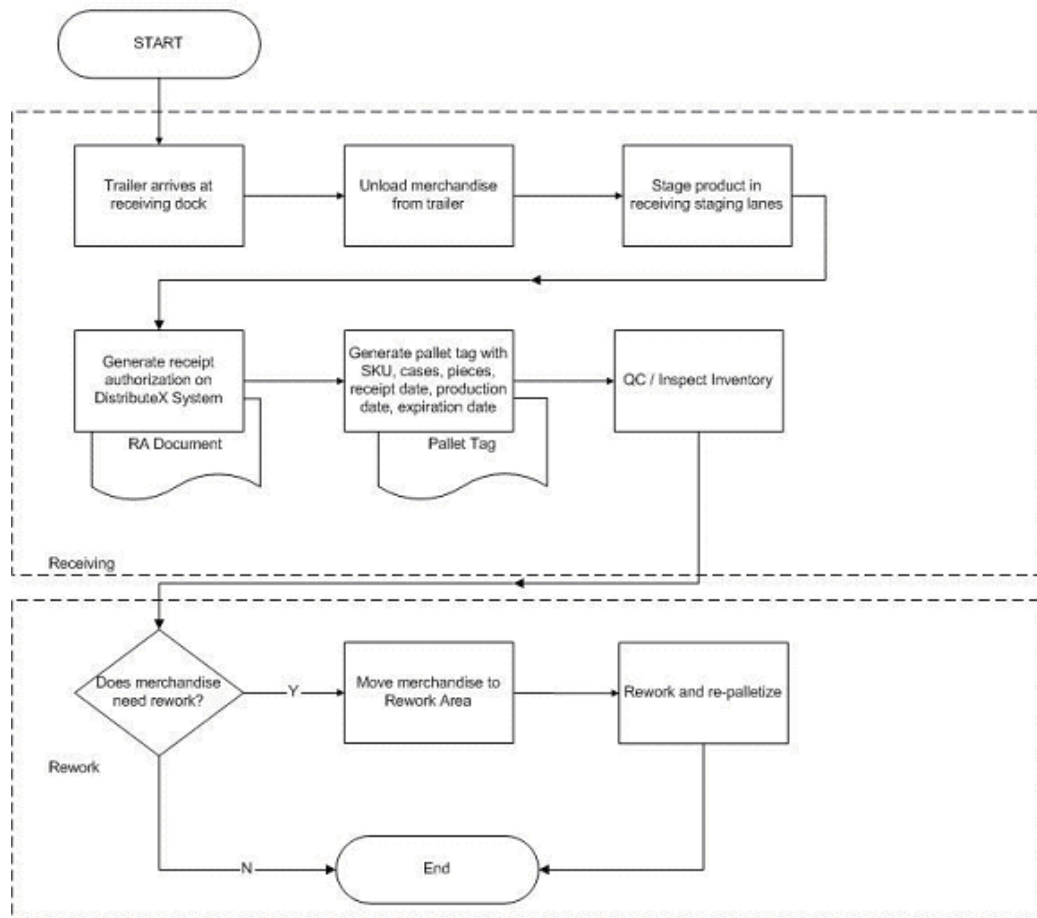 START
Trailer arrives at
receiving dock
Unload merchandise
from trailer
Stage product in
receiving staging lanes
Generate receipt
authorization on
DistributeX System
RA Document
Generate pallet tag with
SKU, cases, pieces,
receipt date, production
date, expiration date
Pallet Tag
QC / Inspect Inventory
Receiving
Does merchandise
need rework?
Y
Move merchandise to
Rework Area
Rework and re-palletize
Rework
N
End